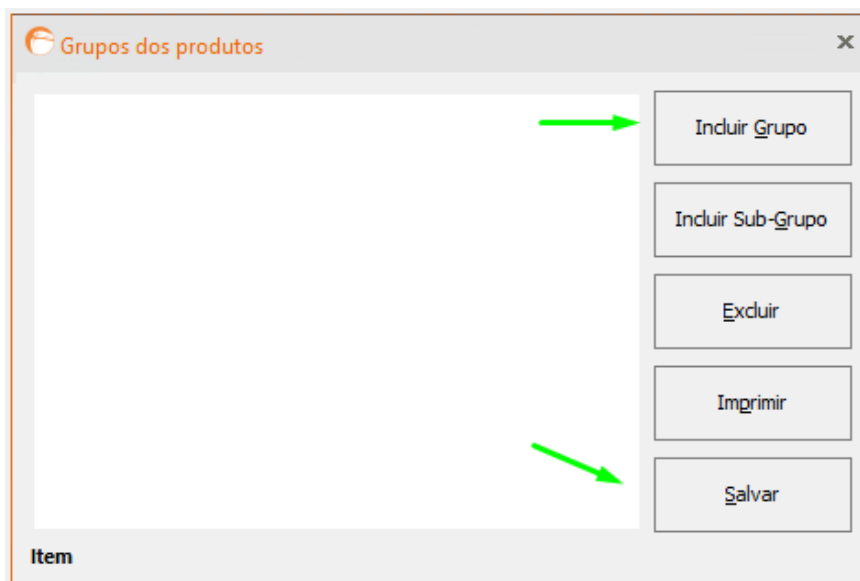 Grupos dos produtos
Incluir Grupo
Incluir Sub-Grupo
Excluir
Imprimir
Salvar
Item